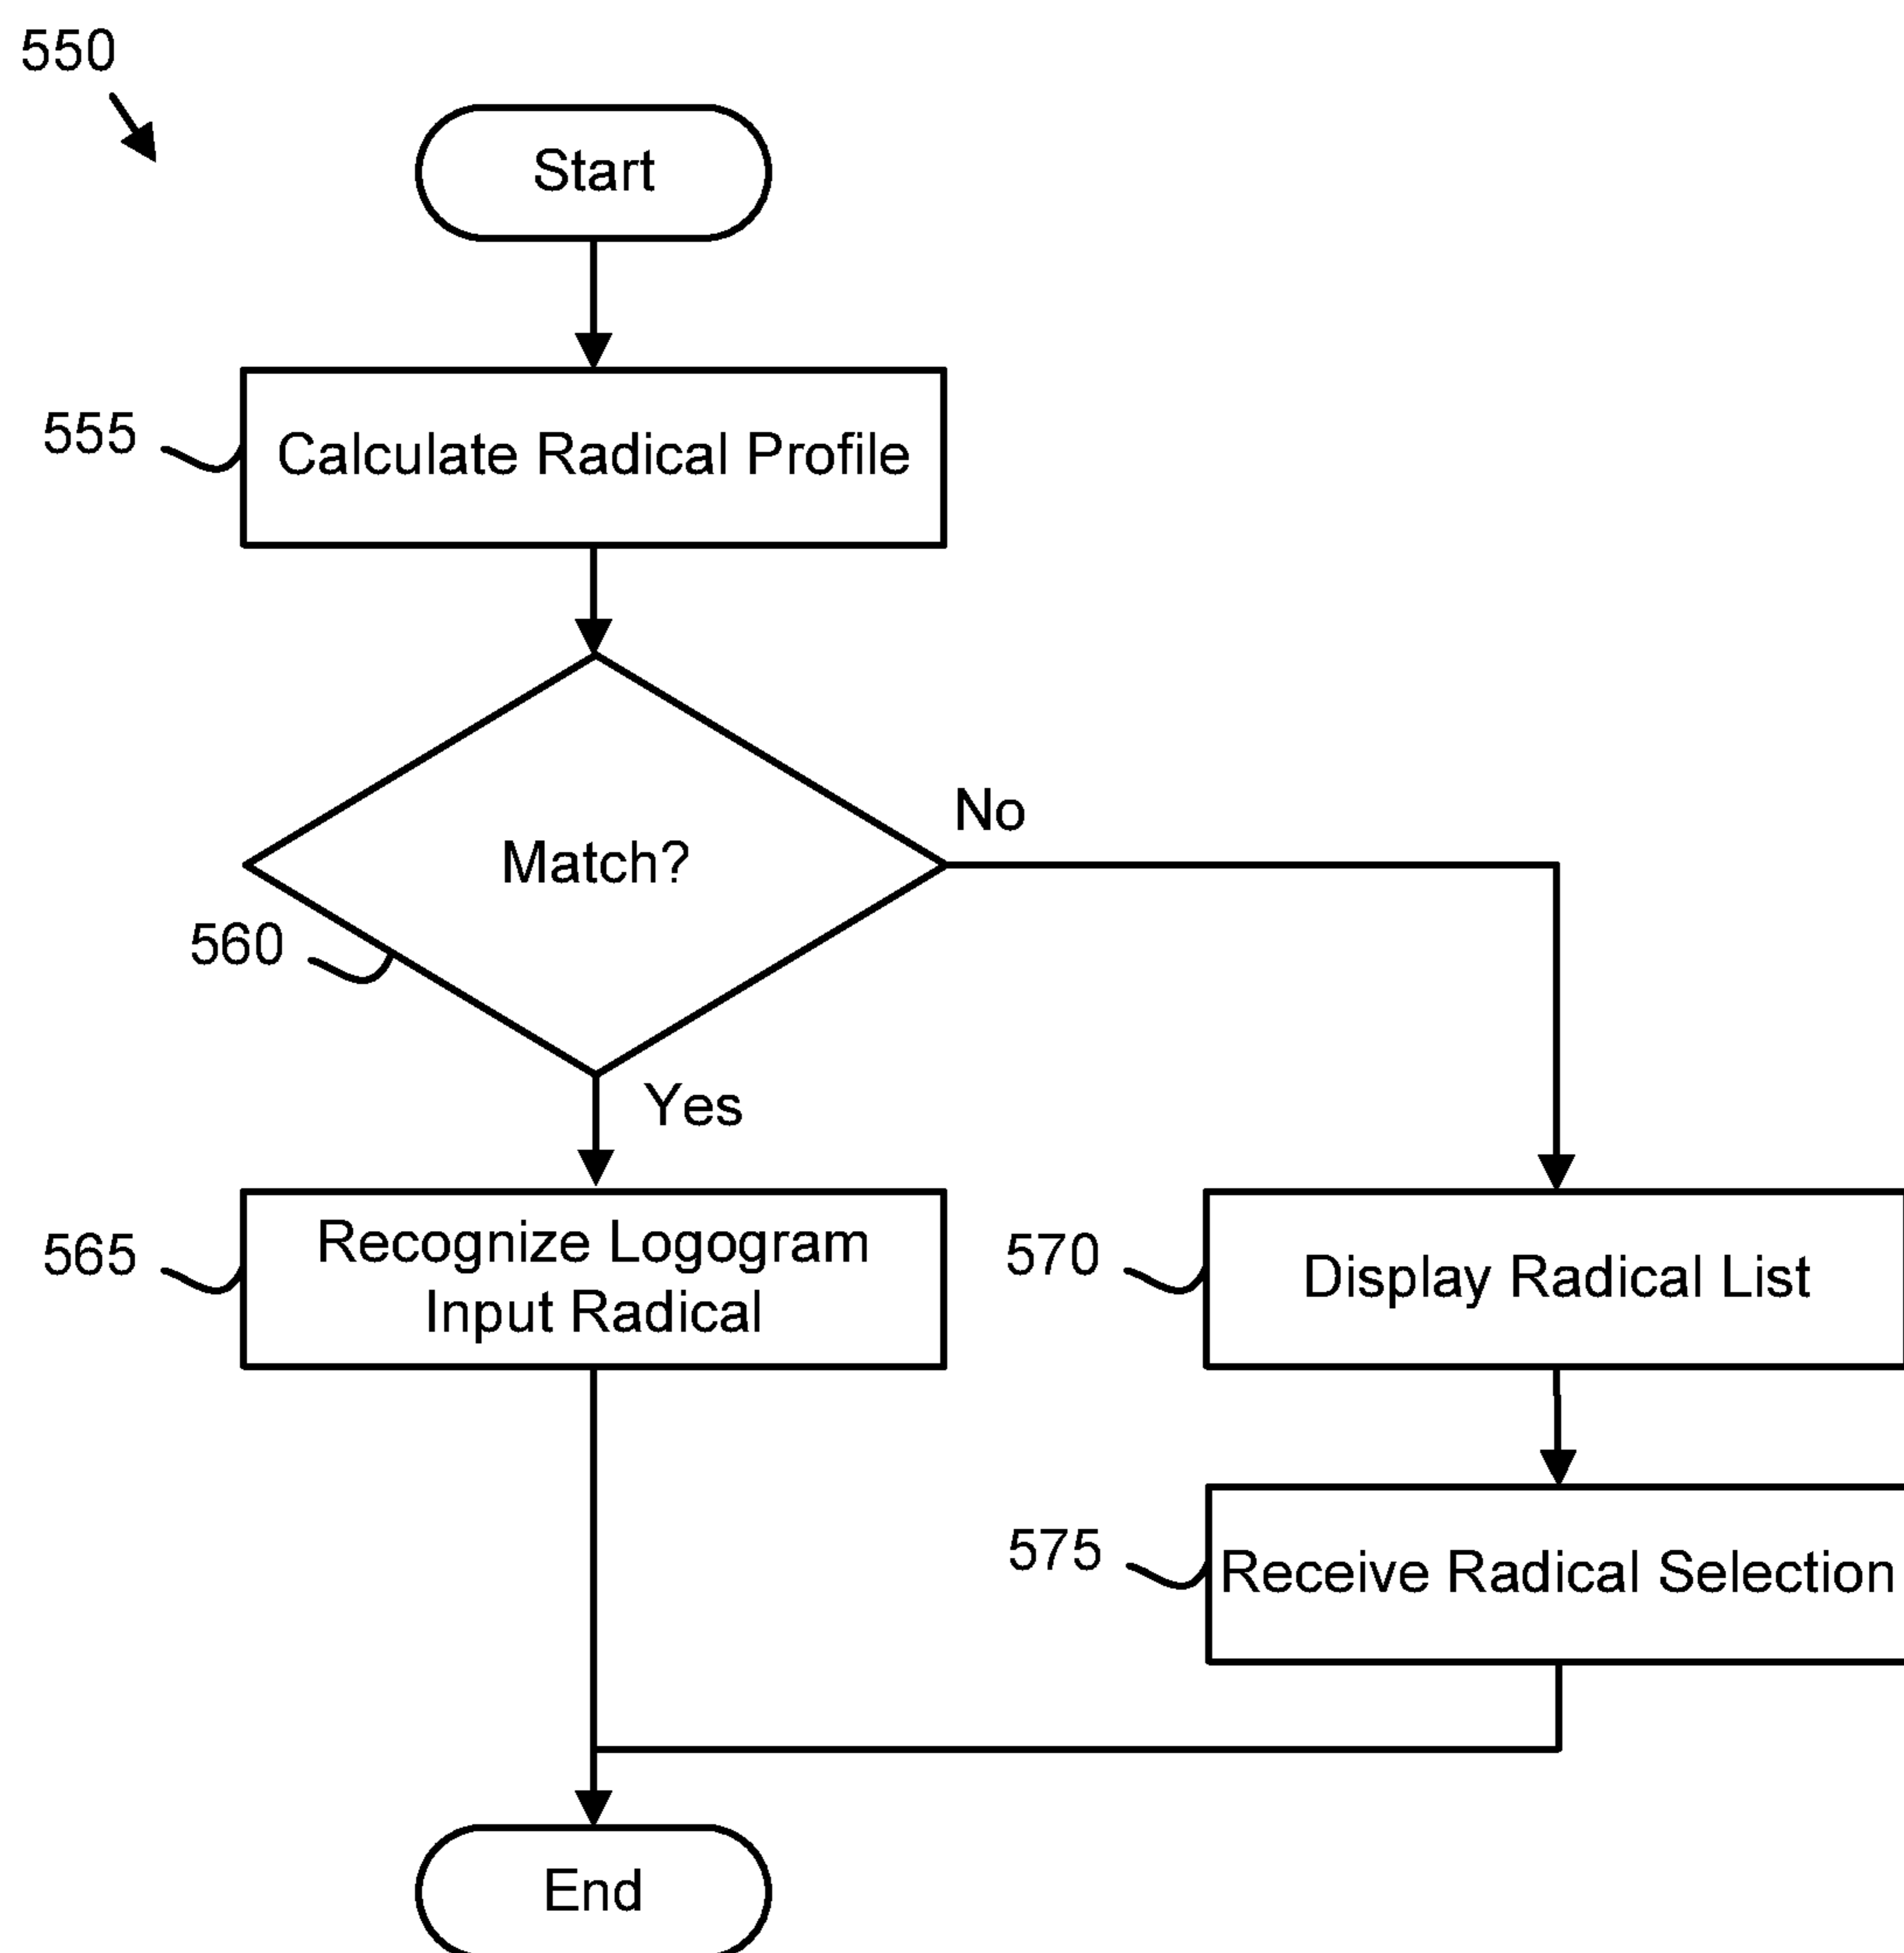 550
Start
555
Calculate Radical Profile
Match?
No
560
Yes
565
Recognize Logogram
Input Radical
570
Display Radical List
575
Receive Radical Selection
End